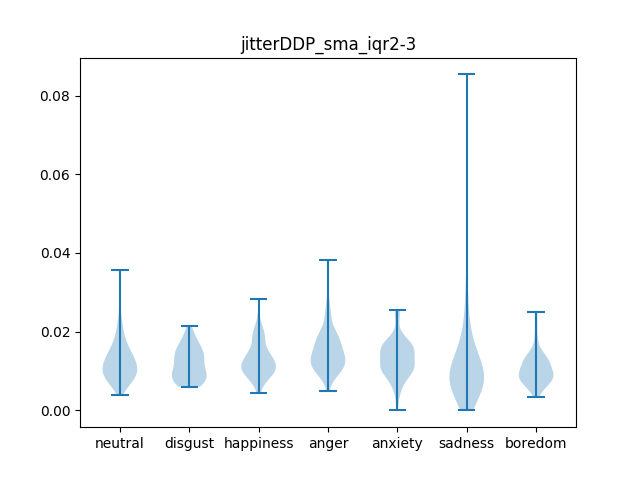 jitterDDP_sma_iqr2-3
0.08
0.06
0.04
0.02
0.00
neutral disgust happiness anger anxiety sadness boredom